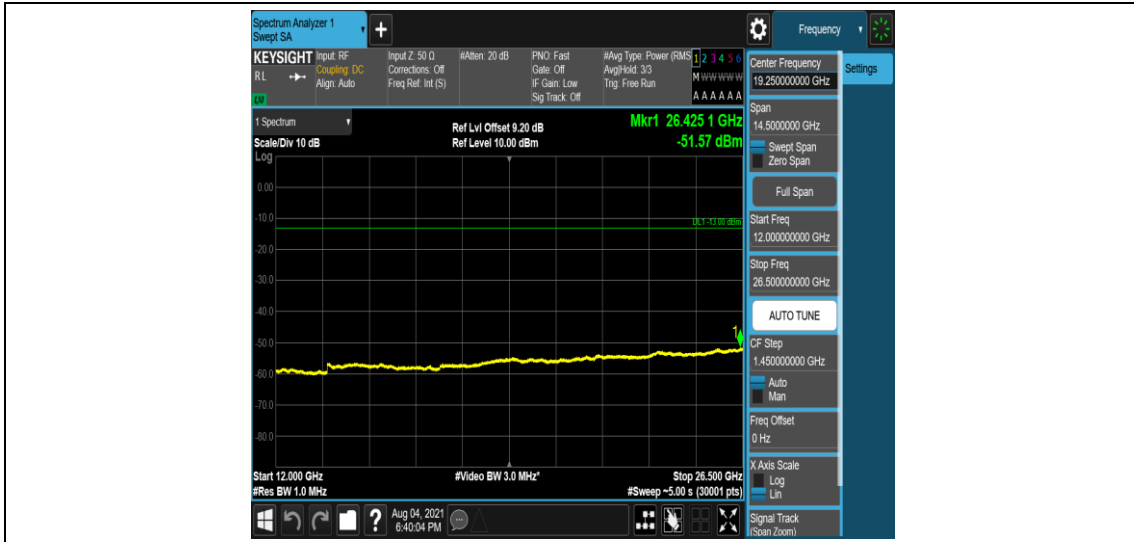 Spectrum Analyzer 1
Swept SA
Frequency
KEYSIGHT
RL
Input: RF
Coupling: DC
Align: Auto
Input Z: 50 Ω
Corrections: Off
Freq Ref: Int (S)
#Atten: 20 dB
PNO: Fast
Gate: Off
IF Gain: Low
Sig Track: Off
#Avg Type: Power (RMS
Avg|Hold: 3/3
Trig: Free Run
1 2 3 4 5 6
M W W W W W
A A A A A A
Center Frequency
19.250000000 GHz
Settings
Span
14.5000000 GHz
Swept Span
Zero Span
Full Span
Start Freq
12.000000000 GHz
Stop Freq
26.500000000 GHz
AUTO TUNE
CF Step
1.450000000 GHz
Auto
Man
Freq Offset
0 Hz
X Axis Scale
Log
Lin
Signal Track
(Span Zoom)
1 Spectrum
Scale/Div 10 dB
Log
Ref Lvl Offset 9.20 dB
Ref Level 10.00 dBm
Mkr1 26.425 1 GHz
-51.57 dBm
0.00
-10.0
DL1 -13.00 dBm
-20.0
-30.0
-40.0
1
-50.0
-60.0
-70.0
-80.0
Start 12.000 GHz
#Video BW 3.0 MHz*
Stop 26.500 GHz
#Res BW 1.0 MHz
#Sweep ~5.00 s (30001 pts)
?
Aug 04, 2021
6:40:04 PM